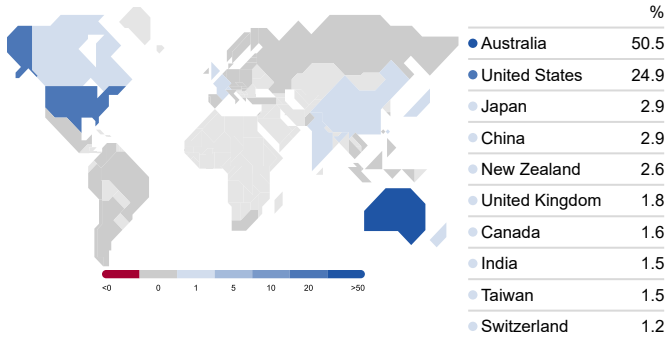 %
Australia 50.5
United States 24.9
Japan 2.9
China 2.9
New Zealand 2.6
United Kingdom 1.8
Canada 1.6
India 1.5
Taiwan 1.5
Switzerland 1.2
<0 0 1 5 10 20 >50